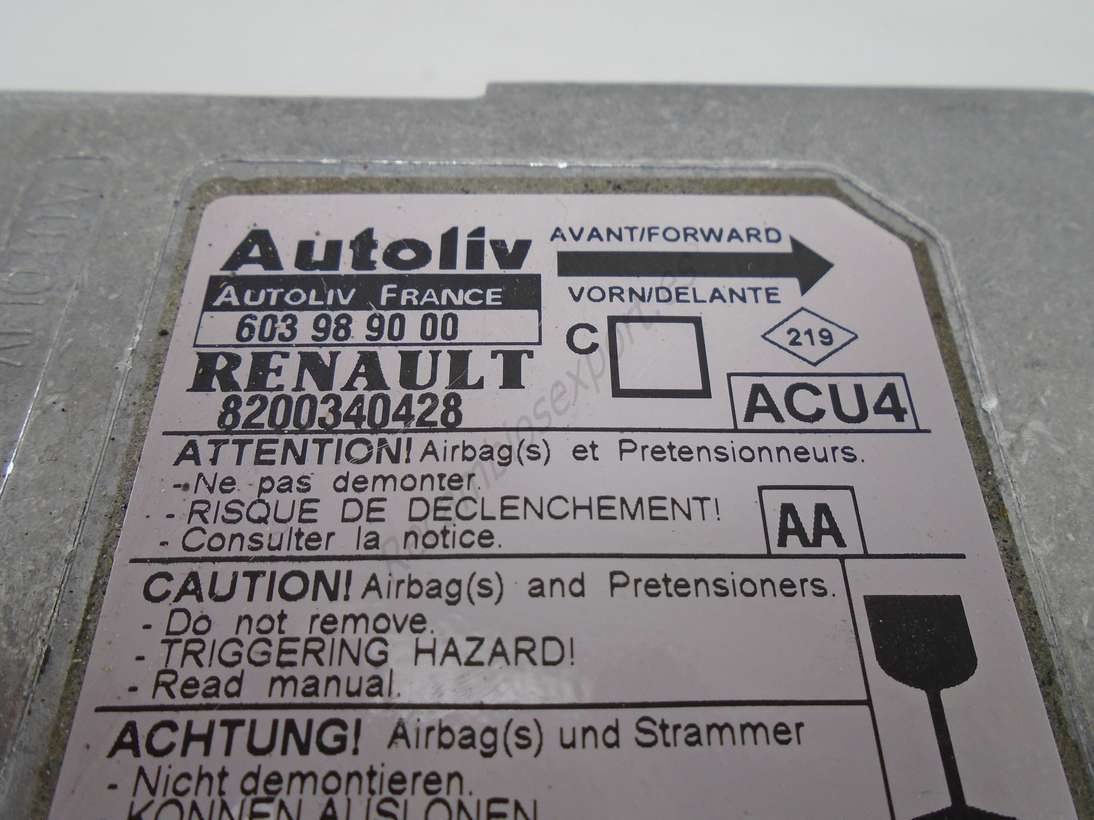 Autoliv
AUTOLIV FRANCE
603 98 90 00
RENAULT
8200340428
AVANT/FORWARD
VORN/DELANTE
C
219
ACU4
ATTENTION! Airbag(s) et Pretensionneurs.
- Ne pas demonter.
- RISQUE DE DECLENCHEMENT!
- Consulter la notice.
AA
CAUTION! Airbag(s) and Pretensioners.
- Do not remove.
- TRIGGERING HAZARD!
- Read manual.
ACHTUNG! Airbag(s) und Strammer
- Nicht demontieren.
KONNEN AUSLONEN